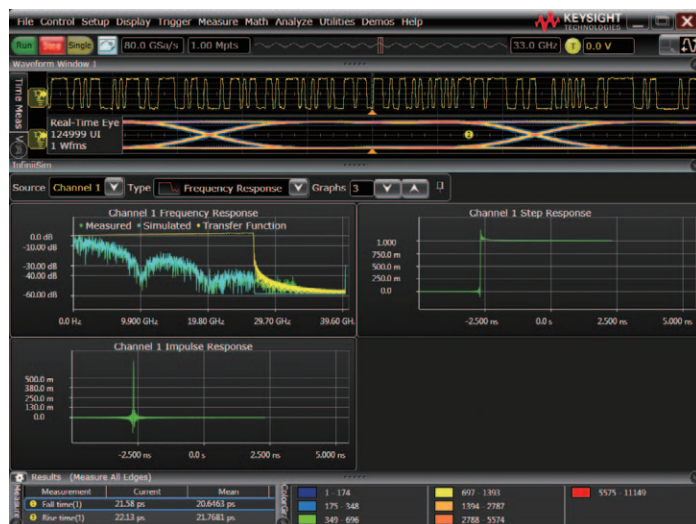 File Control Setup Display Trigger Measure Math Analyze Utilities Demos Help
KEYSIGHT
TECHNOLOGIES
Run Stop Single 80.0 GSa/s 1.00 Mpts 33.0 GHz T 0.0 V
Waveform Window 1
Time Meas
Real-Time Eye
124999 UI
1 Wfms
InfiniiSim
Source Channel 1 Type Frequency Response Graphs 3
Channel 1 Frequency Response
Measured Simulated Transfer Function
0.0 dB
-10.00 dB
-30.00 dB
-40.00 dB
-60.00 dB
0.0 Hz 9.900 GHz 19.80 GHz 29.70 GHz 39.60 GH
Channel 1 Step Response
1.000
750.0 m
500.0 m
250.0 m
0.0
-2.500 ns 0.0 s 2.500 ns 5.000 ns
Channel 1 Impulse Response
500.0 m
380.0 m
250.0 m
130.0 m
0.0
-2.500 ns 0.0 s 2.500 ns 5.000 ns
Results (Measure All Edges)
Measurement Current Mean
Fall time(1) 21.58 ps 20.6463 ps
Rise time(1) 22.13 ps 21.7681 ps
1 - 174 697 - 1393 5575 - 11149
175 - 348 1394 - 2787
349 - 696 2788 - 5574